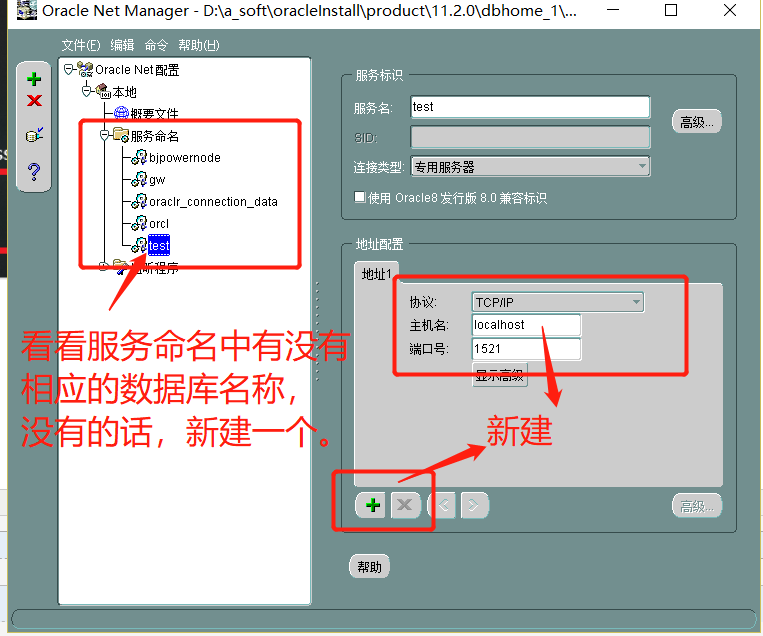 Oracle Net Manager - D:\a_soft\oracleInstall\product\11.2.0\dbhome_1\...
文件(F) 编辑 命令 帮助(H)
Oracle Net 配置
本地
概要文件
服务命名
bjpowernode
gw
oraclr_connection_data
orcl
test
监听程序
服务标识
服务名:
test
SID:
连接类型:
专用服务器
高级...
使用 Oracle8 发行版 8.0 兼容标识
地址配置
地址1
协议:
TCP/IP
主机名:
localhost
端口号:
1521
显示高级
看看服务命名中有没有
相应的数据库名称，
没有的话，新建一个。
新建
高级...
帮助